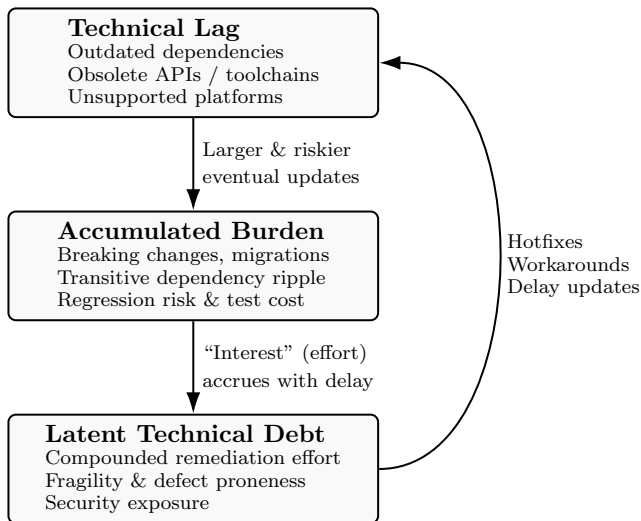 Technical Lag
Outdated dependencies
Obsolete APIs / toolchains
Unsupported platforms
Larger & riskier
eventual updates
Accumulated Burden
Breaking changes, migrations
Transitive dependency ripple
Regression risk & test cost
Hotfixes
Workarounds
Delay updates
“Interest” (effort)
accrues with delay
Latent Technical Debt
Compounded remediation effort
Fragility & defect proneness
Security exposure